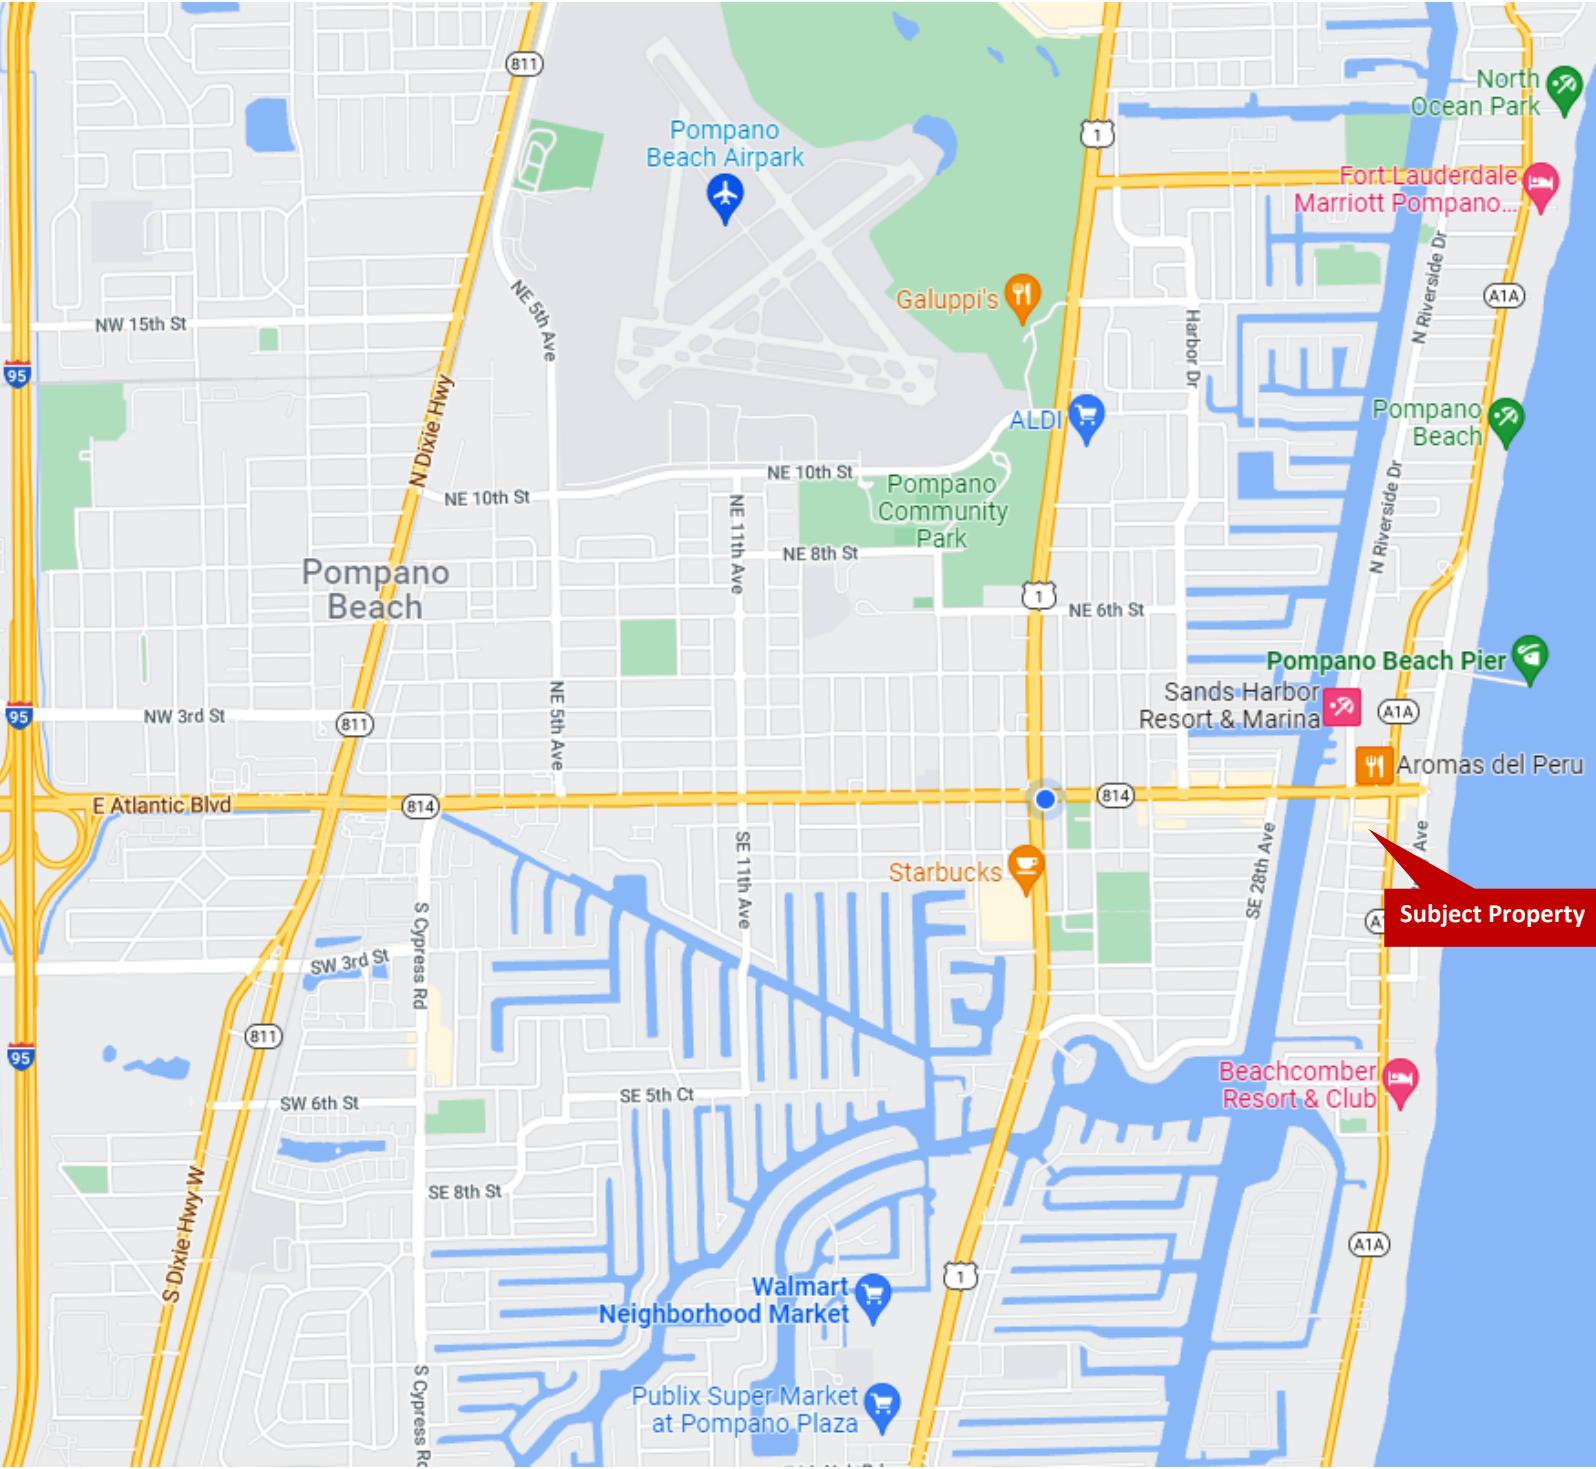 811
North
Ocean Park
Pompano
Beach Airpark
1
Fort Lauderdale
Marriott Pompano...
N Riverside Dr
A1A
Galuppi's
NE 5th Ave
NW 15th St
Harbor Dr
95
N Dixie Hwy
ALDI
Pompano
Beach
NE 10th St
NE 10th St
Pompano
Community
Park
N Riverside Dr
NE 11th Ave
NE 8th St
Pompano
Beach
1
NE 6th St
Pompano Beach Pier
Sands Harbor
Resort & Marina
A1A
95
NW 3rd St
811
NE 5th Ave
Aromas del Peru
E Atlantic Blvd
814
814
SE 11th Ave
Starbucks
SE 28th Ave
Ave
Subject Property
S Cypress Rd
SW 3rd St
811
95
Beachcomber
Resort & Club
SW 6th St
SE 5th Ct
SE 8th St
S Dixie Hwy W
A1A
1
Walmart
Neighborhood Market
S Cypress Rd
Publix Super Market
at Pompano Plaza